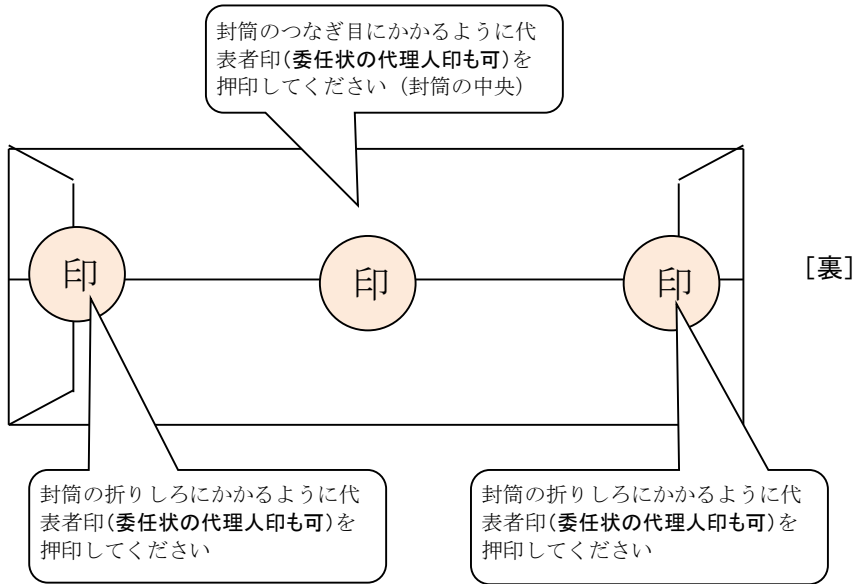 封筒のつなぎ目にかかるように代
表者印(委任状の代理人印も可)を
押印してください（封筒の中央）
印
印
印
［裏］
封筒の折りしろにかかるように代
表者印(委任状の代理人印も可)を
押印してください
封筒の折りしろにかかるように代
表者印(委任状の代理人印も可)を
押印してください